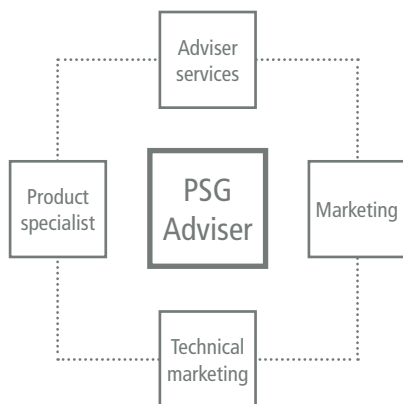 Adviser
services
Product
specialist
PSG
Adviser
Marketing
Technical
marketing